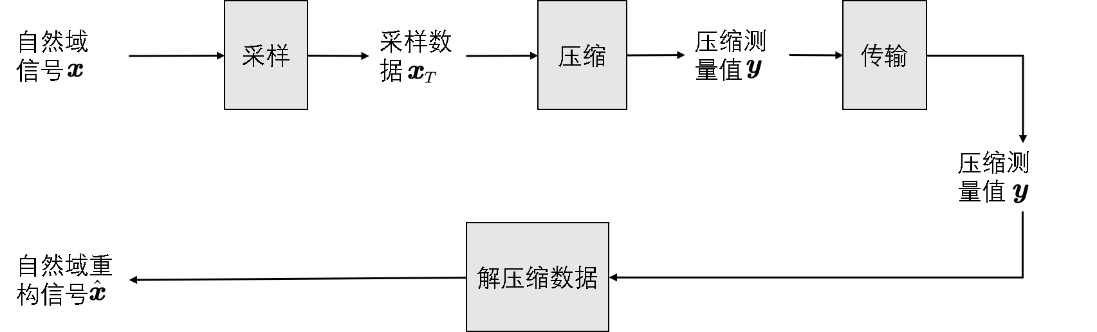 自然域
信号 x
采样
采样数
据 x_T
压缩
压缩测
量值 y
传输
压缩测
量值 y
解压缩数据
自然域重
构信号 x̂